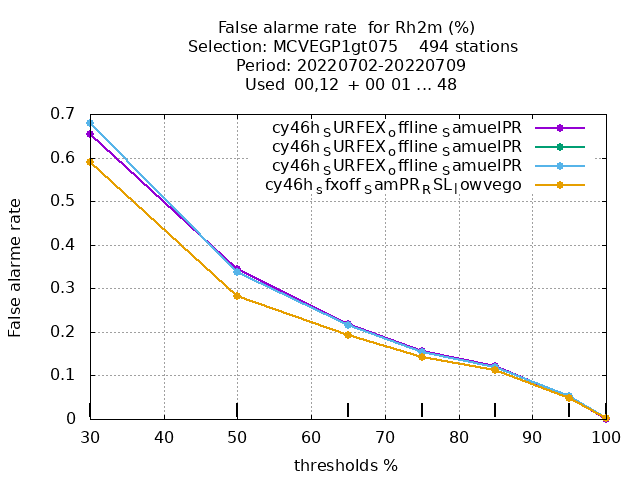 False alarme rate  for Rh2m (%)
Selection: MCVEGP1gt075    494 stations
Period: 20220702-20220709
Used  00,12  + 00 01 ... 48
0.7
0.6
0.5
0.4
0.3
0.2
0.1
0
False alarme rate
cy46h_SURFEX_offline_SamuelPR
cy46h_SURFEX_offline_SamuelPR
cy46h_SURFEX_offline_SamuelPR
cy46h_sfxoff_SamPR_RSL_lowvego
30 40 50 60 70 80 90 100
thresholds %